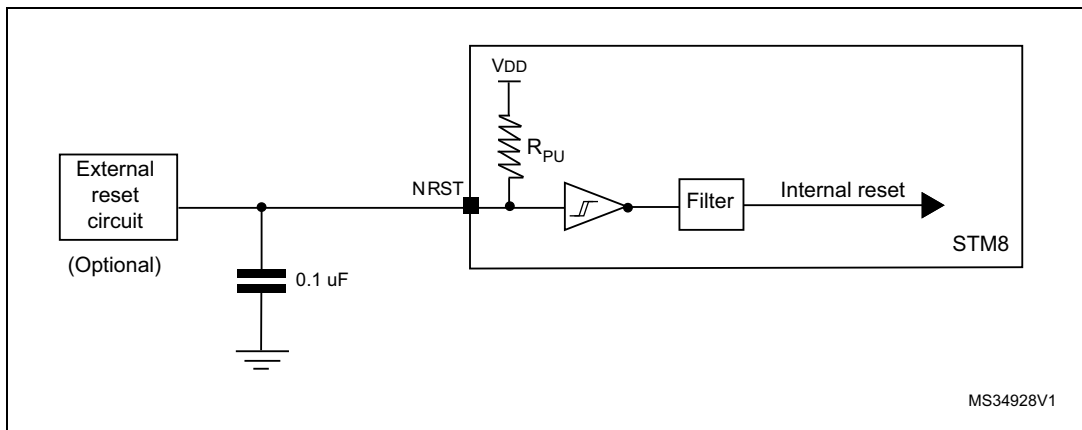 VDD
RPU
External
reset
circuit
(Optional)
NRST
Filter
Internal reset
STM8
0.1 uF
MS34928V1